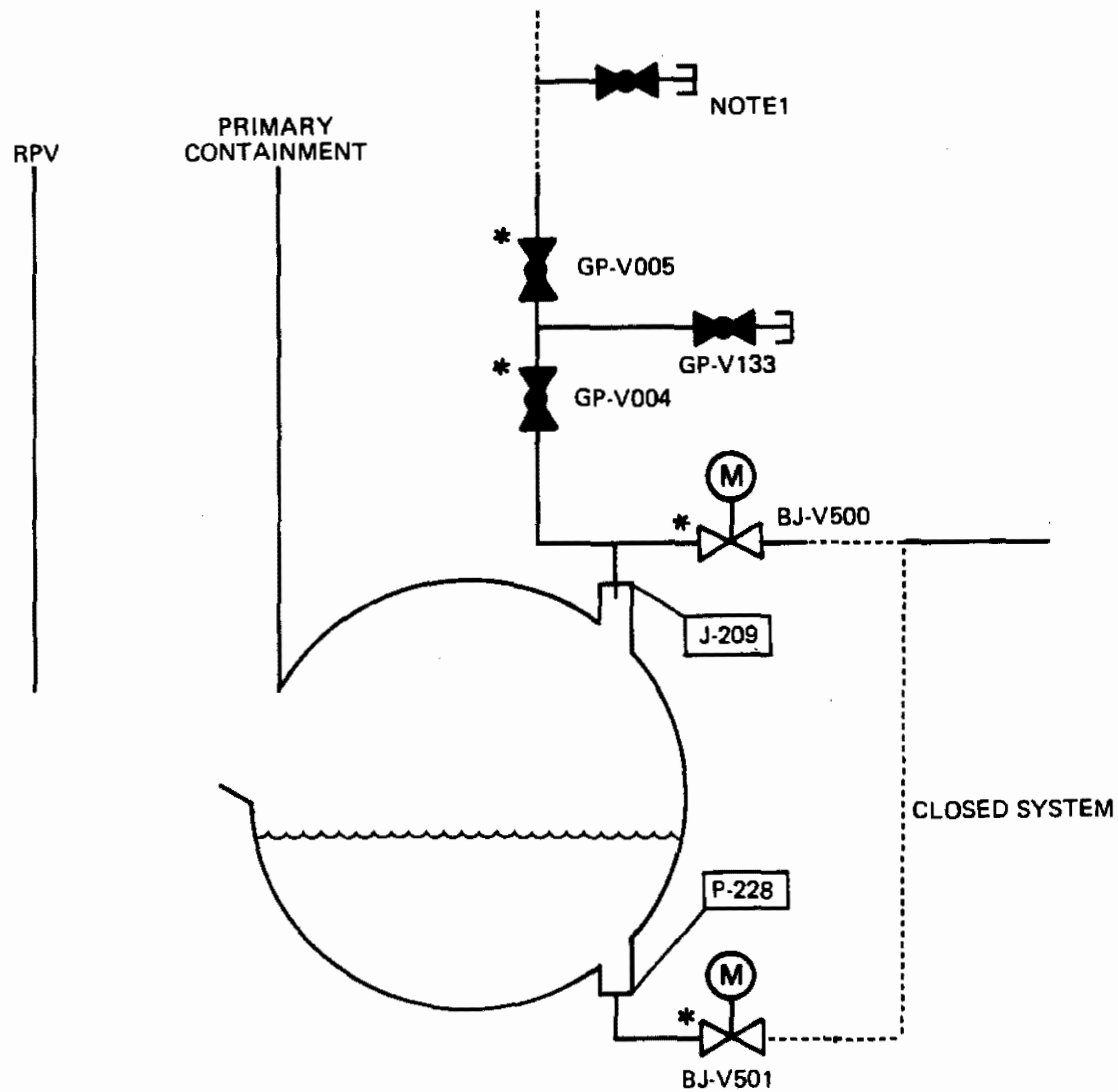 NOTE1
PRIMARY
CONTAINMENT
RPV
* GP-V005
GP-V133
* GP-V004
M
* BJ-V500
J-209
CLOSED SYSTEM
P-228
M
*
BJ-V501